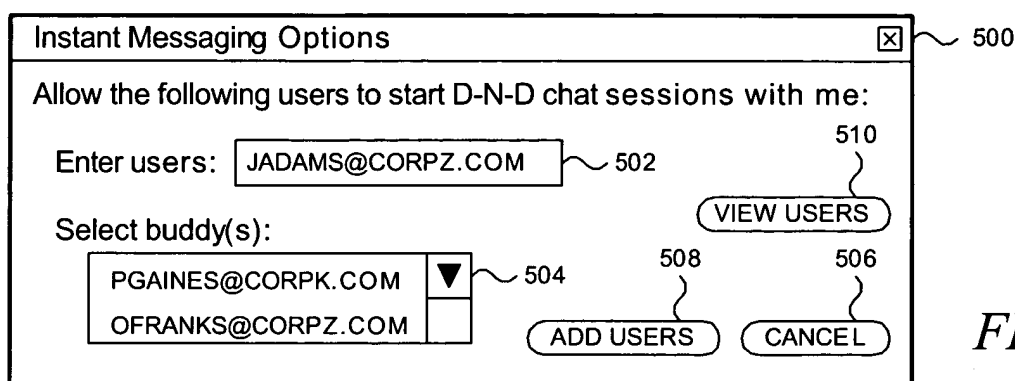 Instant Messaging Options
500
Allow the following users to start D-N-D chat sessions with me:
510
Enter users: JADAMS@CORPZ.COM 502
VIEW USERS
Select buddy(s):
PGAINES@CORPK.COM 504 508 506
OFRANKS@CORPZ.COM ADD USERS CANCEL